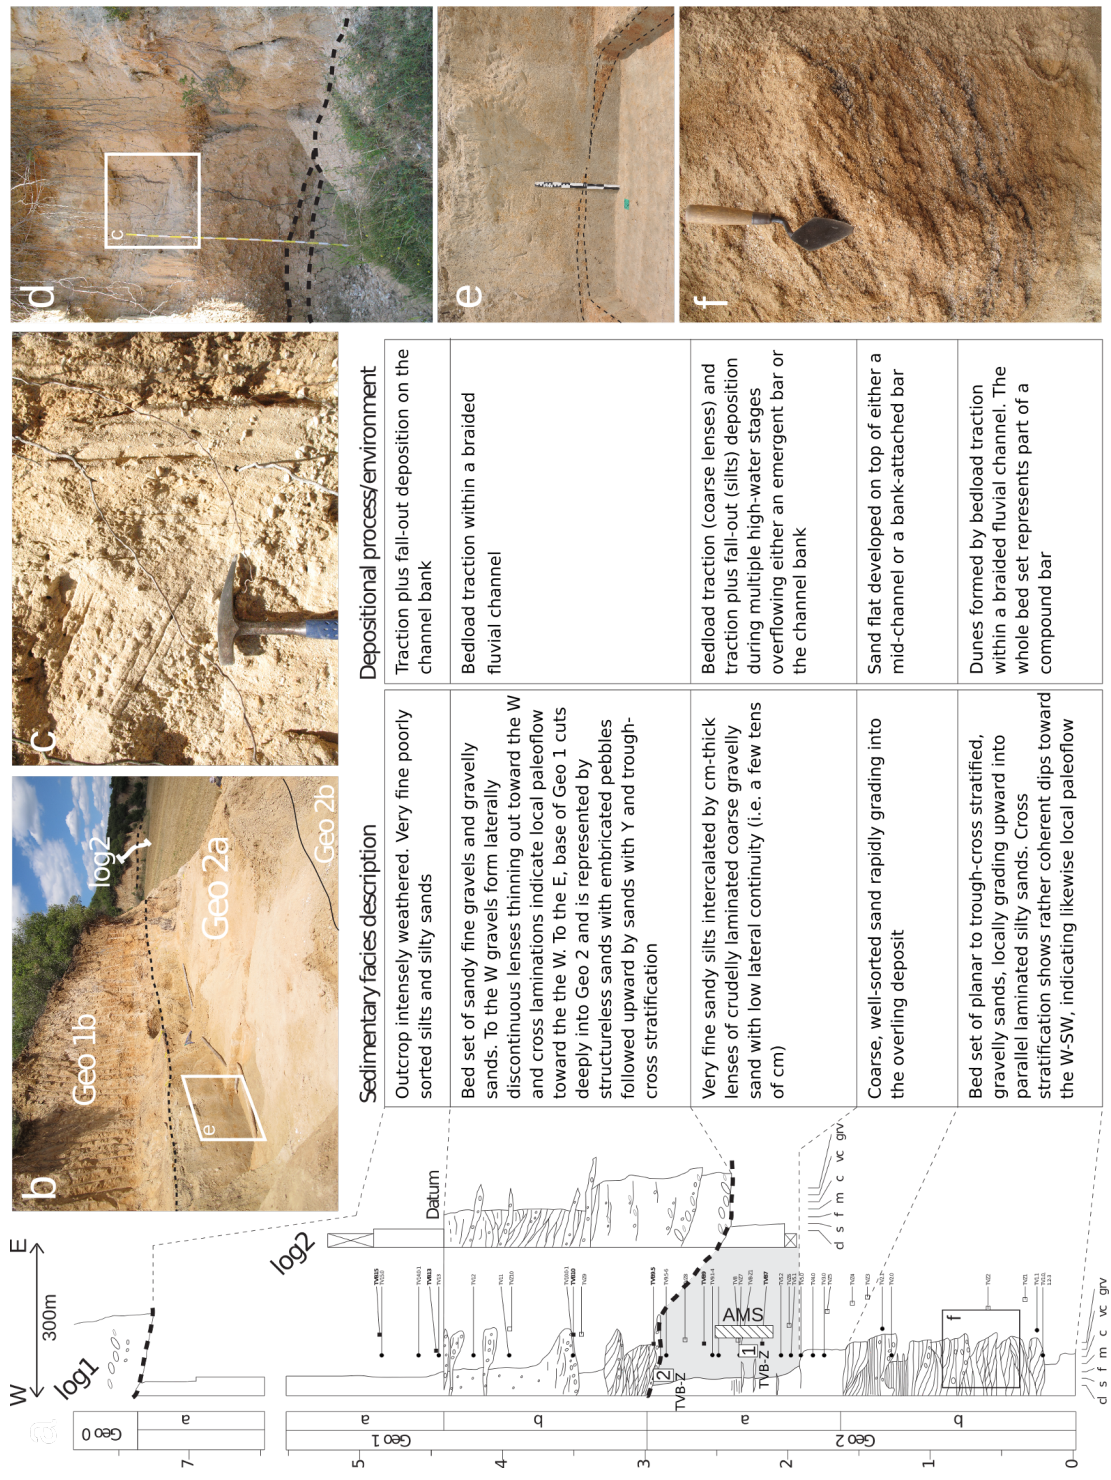 a
W
300m
E
log1
log2
Datum
Geo 0
a
Geo 1
a
b
Geo 2
a
b
7
5
4
3
2
1
0
AMS
1
2
TVB-Z
TVB-Z
f
d s f m c vc grv
d s f m c vc grv
b
Geo 1b
log2
Geo 2a
Geo 2b
e
c
d
c
e
f
Sedimentary facies description
Depositional process/environment
Outcrop intensely weathered. Very fine poorly
sorted silts and silty sands
Traction plus fall-out deposition on the
channel bank
Bed set of sandy fine gravels and gravelly
sands. To the W gravels form laterally
discontinuous lenses thinning out toward the W
and cross laminations indicate local paleoflow
toward the the W. To the E, base of Geo 1 cuts
deeply into Geo 2 and is represented by
structureless sands with embricated pebbles
followed upward by sands with Y and trough-
cross stratification
Bedload traction within a braided
fluvial channel
Very fine sandy silts intercalated by cm-thick
lenses of crudelly laminated coarse gravelly
sand with low lateral continuity (i.e. a few tens
of cm)
Bedload traction (coarse lenses) and
traction plus fall-out (silts) deposition
during multiple high-water stages
overflowing either an emergent bar or
the channel bank
Coarse, well-sorted sand rapidly grading into
the overling deposit
Sand flat developed on top of either a
mid-channel or a bank-attached bar
Bed set of planar to trough-cross stratified,
gravelly sands, locally grading upward into
parallel laminated silty sands. Cross
stratification shows rather coherent dips toward
the W-SW, indicating likewise local paleoflow
Dunes formed by bedload traction
within a braided fluvial channel. The
whole bed set represents part of a
compound bar